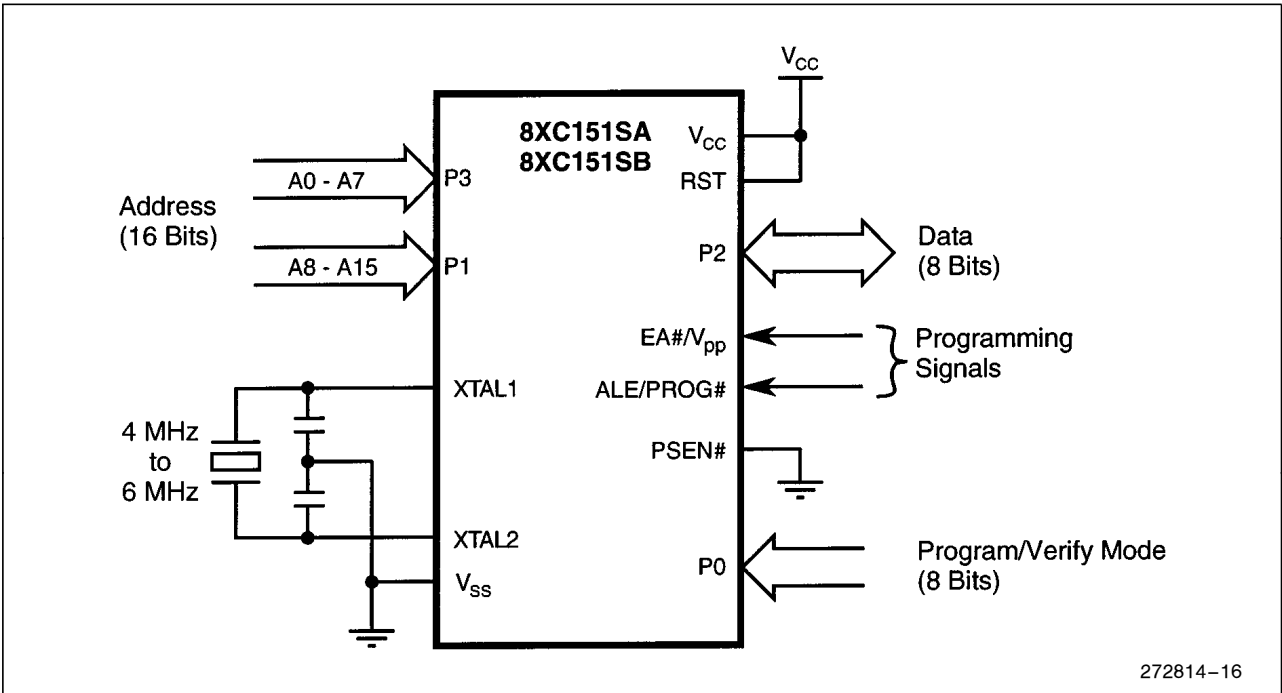 V_CC
8XC151SA
8XC151SB
V_CC
RST
A0 - A7
P3
Address
(16 Bits)
A8 - A15
P1
P2
Data
(8 Bits)
EA#/V_pp
ALE/PROG#
Programming
Signals
XTAL1
4 MHz
to
6 MHz
PSEN#
XTAL2
V_SS
P0
Program/Verify Mode
(8 Bits)
272814–16